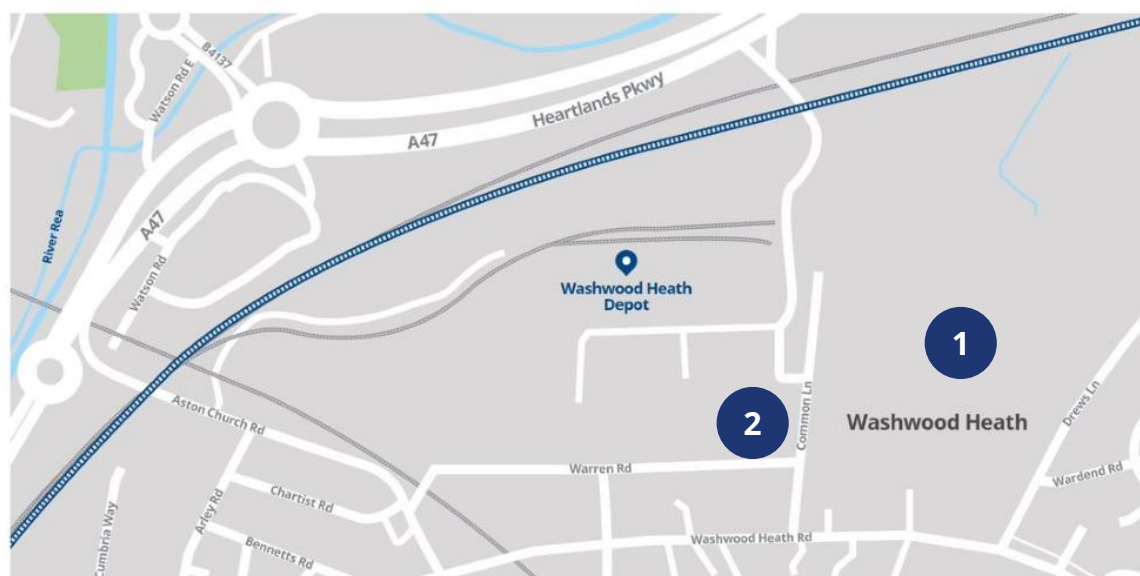 B4137
Watson Rd E
Heartlands Pkwy
A47
A47
River Rea
Watson Rd
Washwood Heath
Depot
1
2
Common Ln
Washwood Heath
Drews Ln
Aston Church Rd
Warren Rd
Wardend Rd
Chartist Rd
Arley Rd
Cumbria Way
Bennetts Rd
Washwood Heath Rd